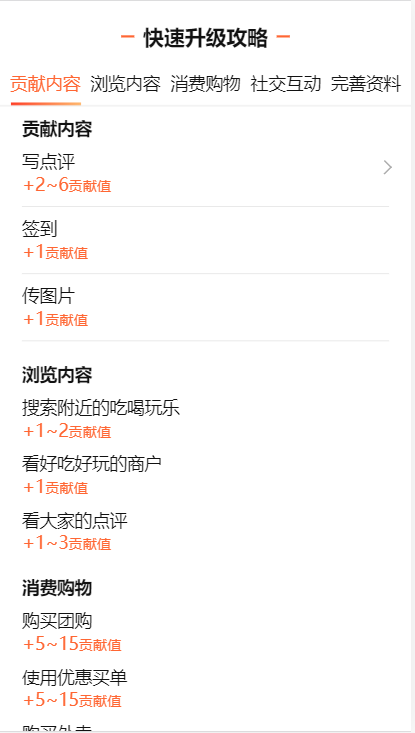 快速升级攻略
贡献内容 浏览内容 消费购物 社交互动 完善资料
贡献内容
写点评
+2~6贡献值
签到
+1贡献值
传图片
+1贡献值
浏览内容
搜索附近的吃喝玩乐
+1~2贡献值
看好吃好玩的商户
+1贡献值
看大家的点评
+1~3贡献值
消费购物
购买团购
+5~15贡献值
使用优惠买单
+5~15贡献值
购买外卖